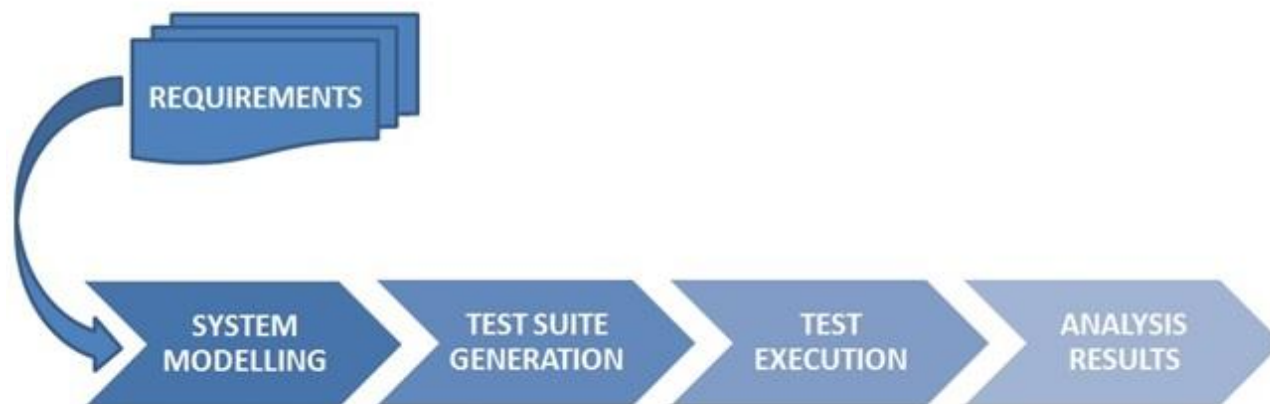 REQUIREMENTS
SYSTEM
MODELLING
TEST SUITE
GENERATION
TEST
EXECUTION
ANALYSIS
RESULTS